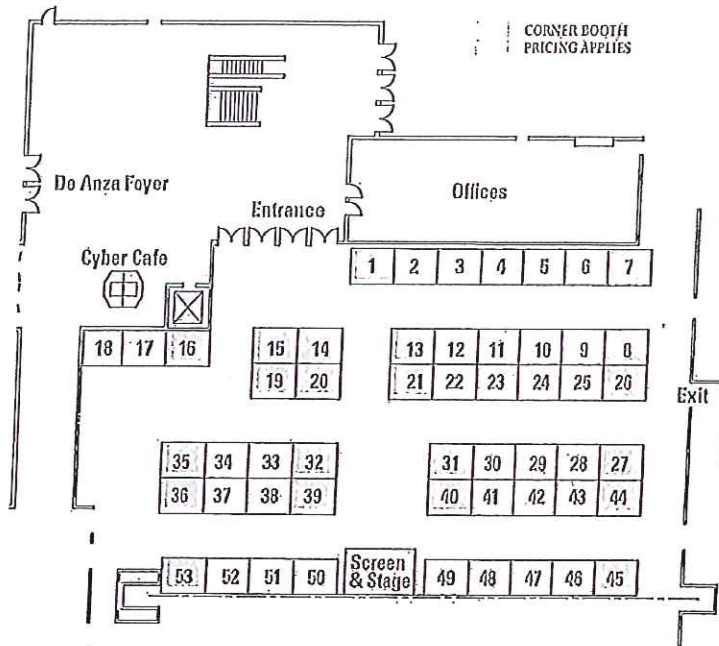 CORNER BOOTH
PRICING APPLIES
De Anza Foyer
Offices
Entrance
Cyber Cafe
1 2 3 4 5 6 7
18 17 16 15 14 13 12 11 10 9 8
19 20 21 22 23 24 25 26
Exit
35 34 33 32 31 30 29 28 27
36 37 38 39 40 41 42 43 44
Screen
& Stage
53 52 51 50 49 48 47 46 45